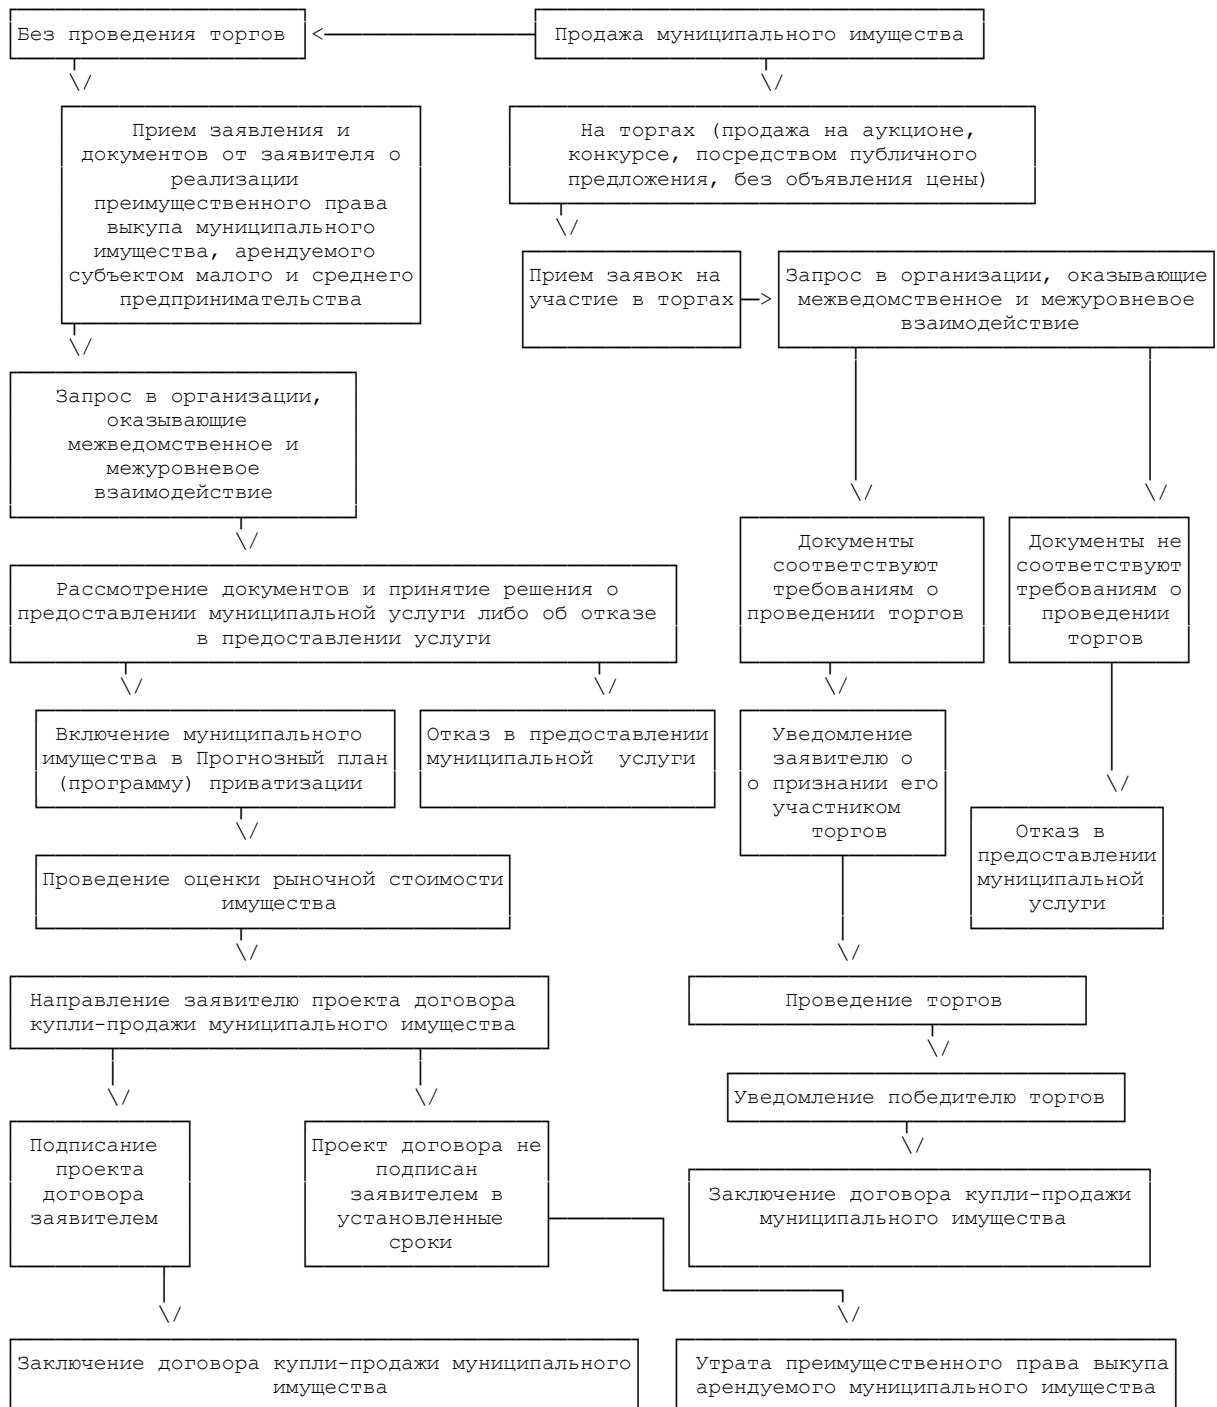 Без проведения торгов
Продажа муниципального имущества
Прием заявления и
документов от заявителя о
реализации
преимущественного права
выкупа муниципального
имущества, арендуемого
субъектом малого и среднего
предпринимательства
На торгах (продажа на аукционе,
конкурсе, посредством публичного
предложения, без объявления цены)
Прием заявок на
участие в торгах
Запрос в организации, оказывающие
межведомственное и межуровневое
взаимодействие
Запрос в организации,
оказывающие
межведомственное и
межуровневое
взаимодействие
Документы
соответствуют
требованиям о
проведении торгов
Документы не
соответствуют
требованиям о
проведении
торгов
Рассмотрение документов и принятие решения о
предоставлении муниципальной услуги либо об отказе
в предоставлении услуги
Включение муниципального
имущества в Прогнозный план
(программу) приватизации
Отказ в предоставлении
муниципальной услуги
Уведомление
заявителю о
о признании его
участником
торгов
Отказ в
предоставлении
муниципальной
услуги
Проведение оценки рыночной стоимости
имущества
Направление заявителю проекта договора
купли-продажи муниципального имущества
Проведение торгов
Уведомление победителю торгов
Подписание
проекта
договора
заявителем
Проект договора не
подписан
заявителем в
установленные
сроки
Заключение договора купли-продажи
муниципального имущества
Заключение договора купли-продажи муниципального
имущества
Утрата преимущественного права выкупа
арендуемого муниципального имущества